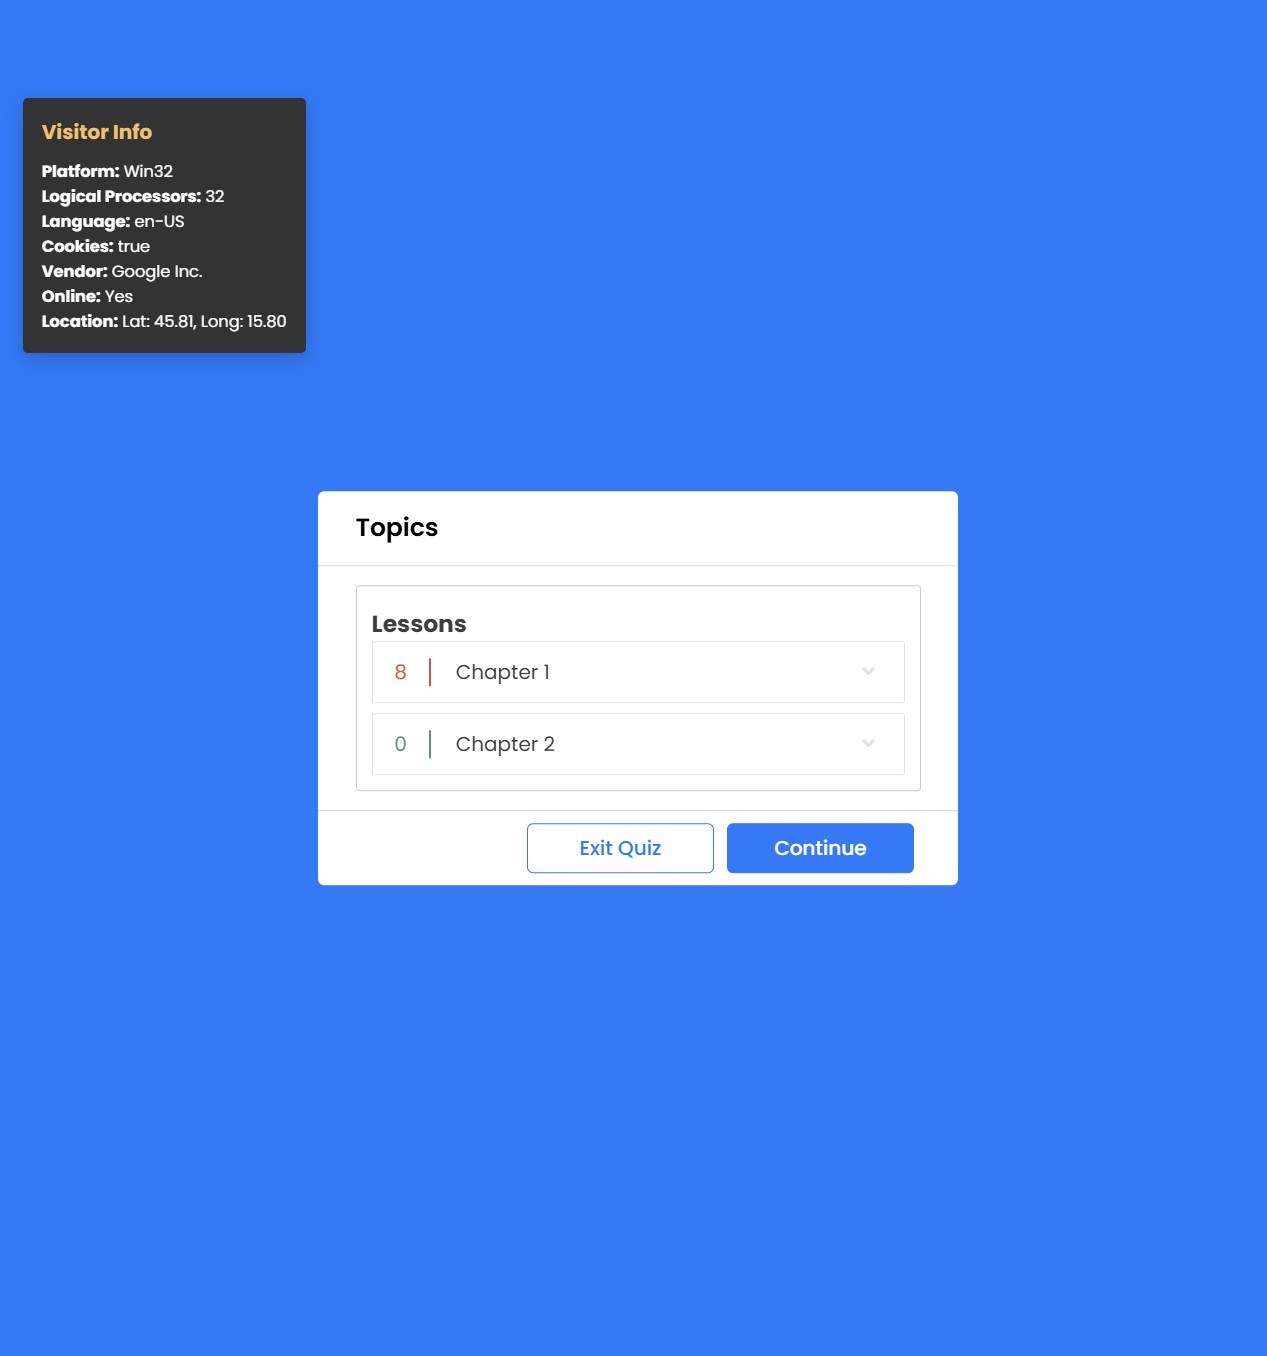 Visitor Info
Platform: Win32
Logical Processors: 32
Language: en-US
Cookies: true
Vendor: Google Inc.
Online: Yes
Location: Lat: 45.81, Long: 15.80
Topics
Lessons
8 Chapter 1
0 Chapter 2
Exit Quiz Continue